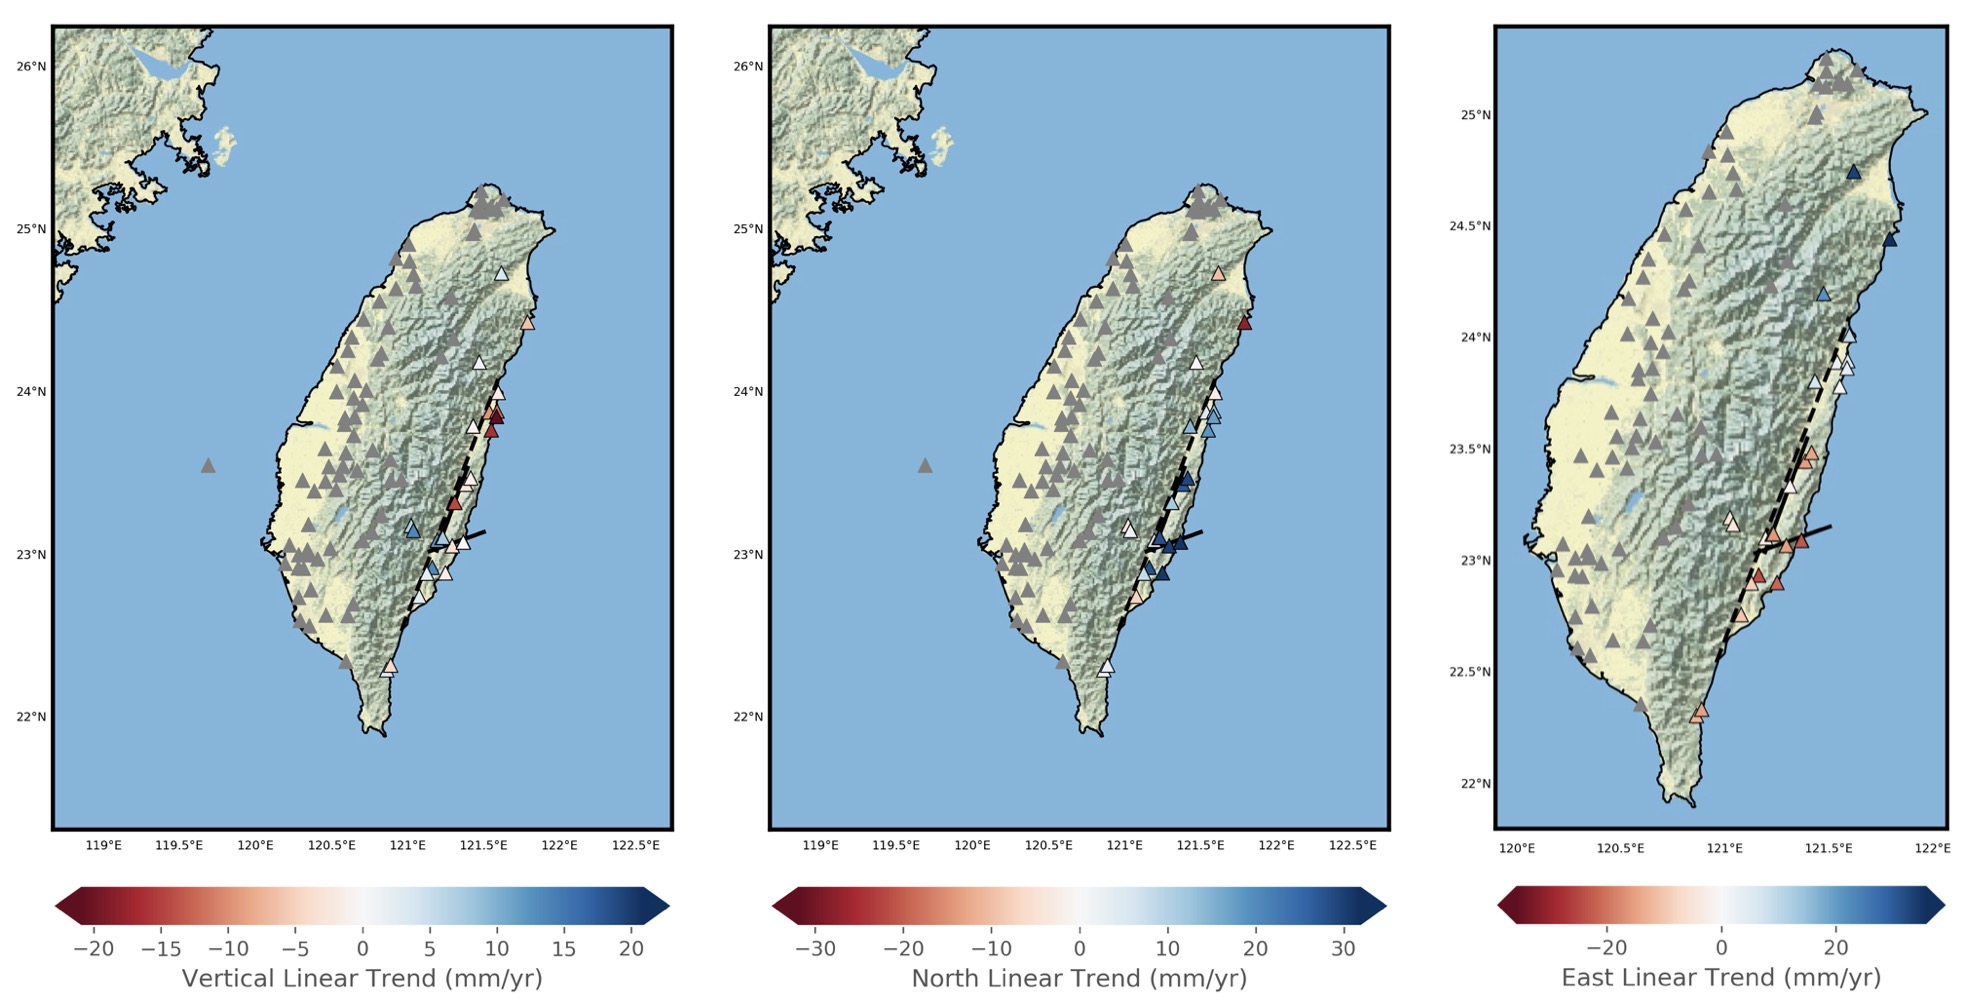 26°N
25°N
24°N
23°N
22°N
119°E 119.5°E 120°E 120.5°E 121°E 121.5°E 122°E 122.5°E
−20 −15 −10 −5 0 5 10 15 20
Vertical Linear Trend (mm/yr)
26°N
25°N
24°N
23°N
22°N
119°E 119.5°E 120°E 120.5°E 121°E 121.5°E 122°E 122.5°E
−30 −20 −10 0 10 20 30
North Linear Trend (mm/yr)
25°N
24.5°N
24°N
23.5°N
23°N
22.5°N
22°N
120°E 120.5°E 121°E 121.5°E 122°E
−20 0 20
East Linear Trend (mm/yr)